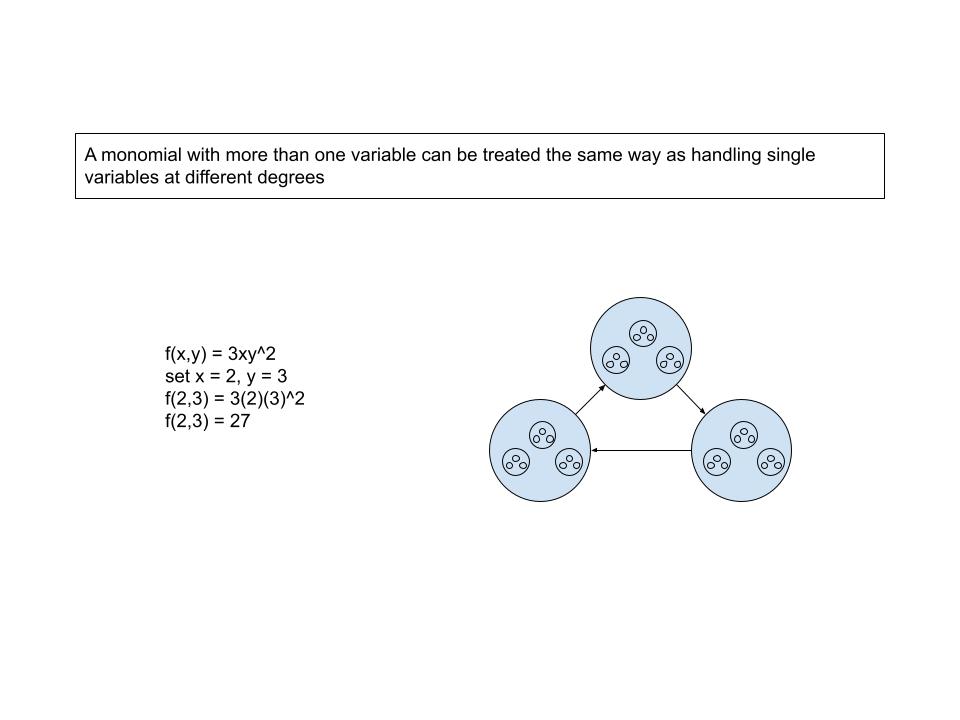 A monomial with more than one variable can be treated the same way as handling single
variables at different degrees
f(x,y) = 3xy^2
set x = 2, y = 3
f(2,3) = 3(2)(3)^2
f(2,3) = 27